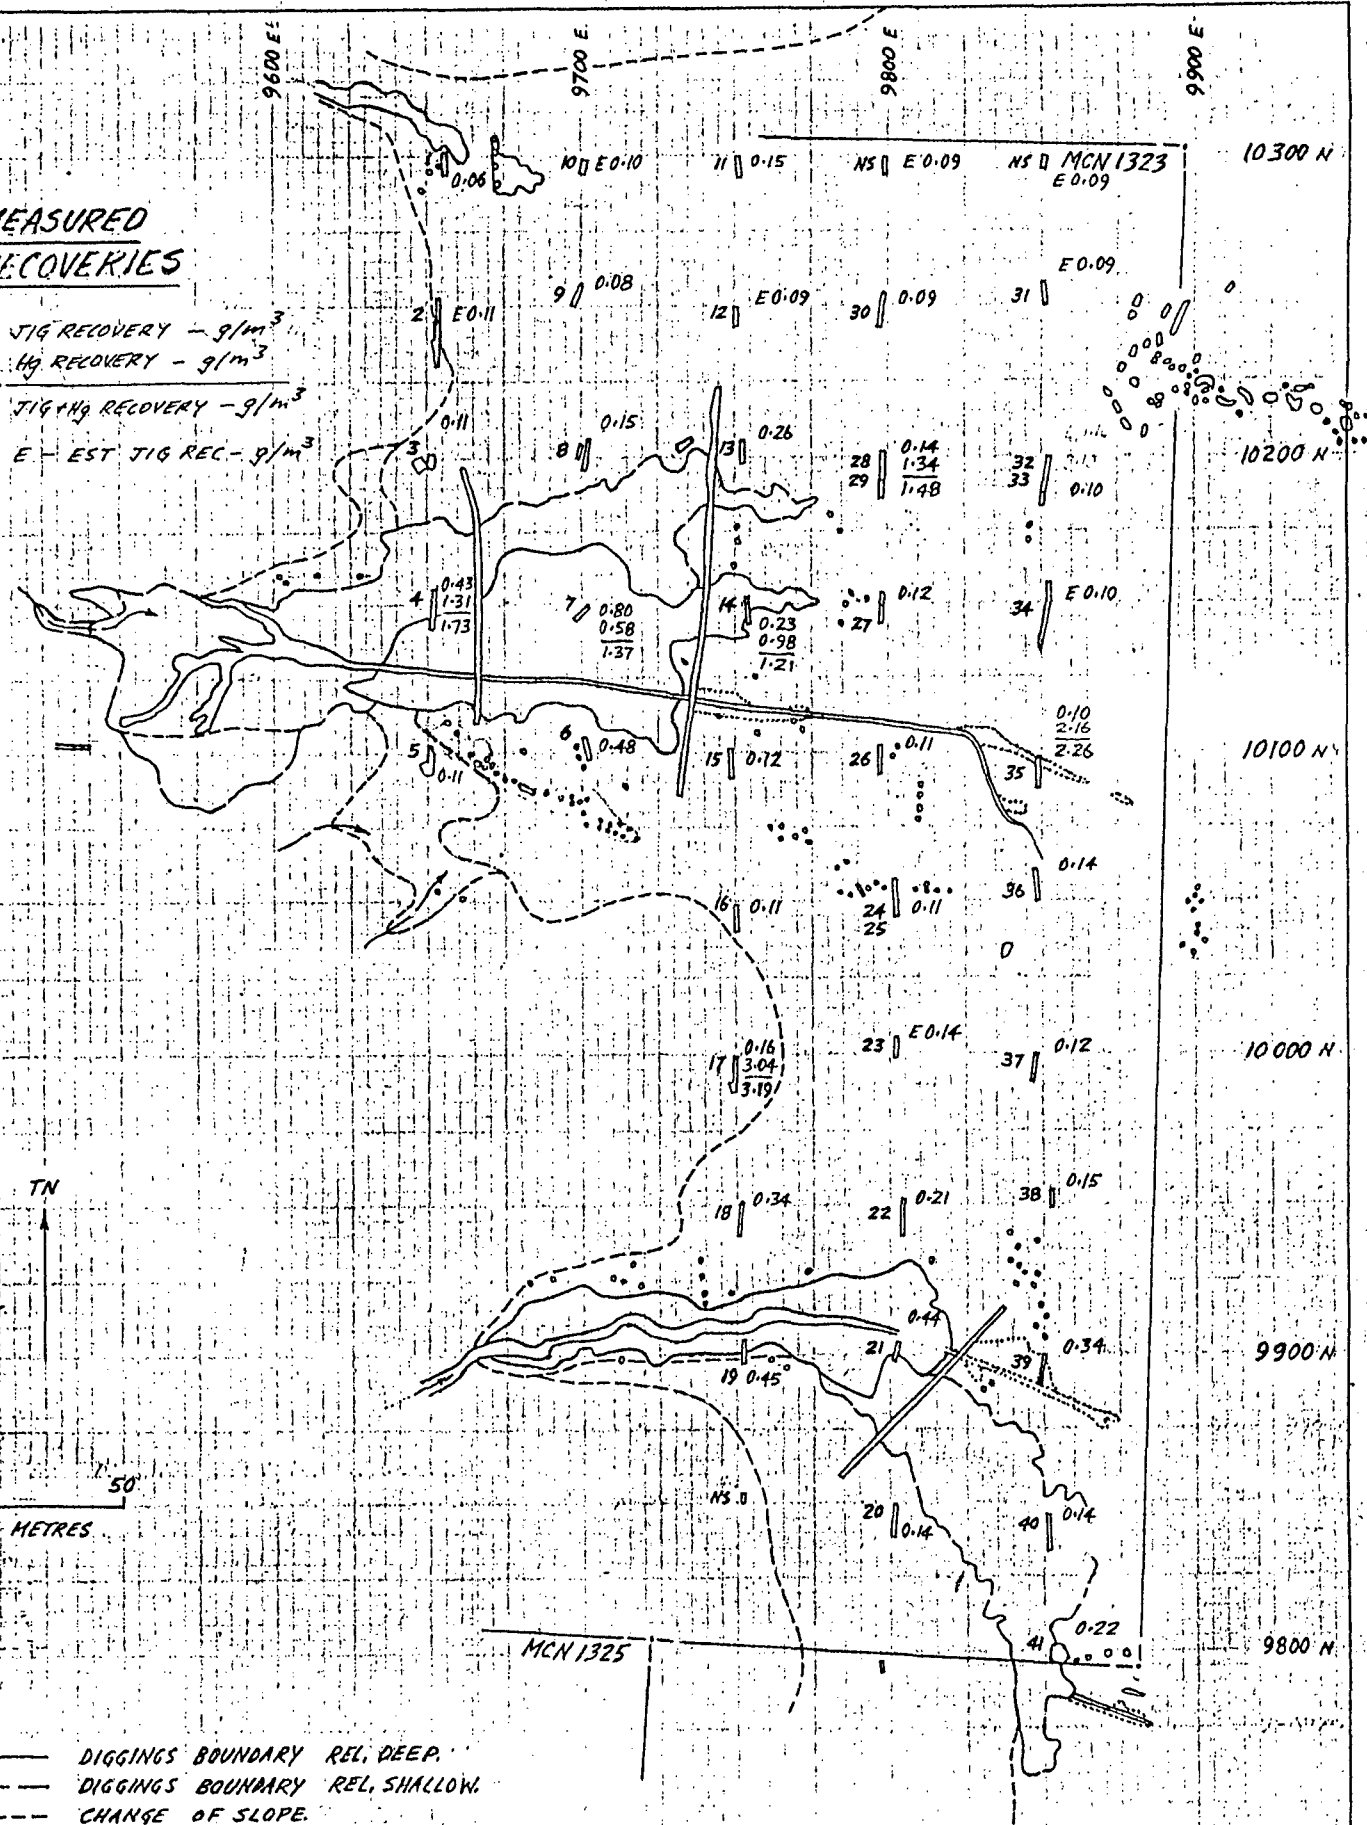 9600 E
9700 E
9800 E
9900 E
10300 N
MCN 1323
E 0.09
NS
E 0.09
NS
11 0.15
10 E 0.10
0.06
MEASURED
RECOVERIES
JIG RECOVERY - g/m³
Hg RECOVERY - g/m³
JIG+Hg RECOVERY - g/m³
E - EST JIG REC - g/m³
2 E 0.11
9 0.08
12 E 0.09
30 0.09
31 E 0.09
3 0.11
8 0.15
13 0.26
28
29
0.14
1.34
1.48
32
33
0.10
10200 N
4
0.43
1.31
1.73
7
0.80
0.58
1.37
14
0.23
0.98
1.21
27 0.12
34 E 0.10
5 0.11
6 0.48
15 0.12
26 0.11
35
0.10
2.16
2.26
10100 N
16 0.11
24
25
0.11
36 0.14
17
0.16
3.04
3.19
23 E 0.14
37 0.12
10000 N
18 0.34
22 0.21
38 0.15
TN
19 0.45
21 0.44
39 0.34
9900 N
50
METRES
NS
20 0.14
40 0.14
MCN 1325
41 0.22
9800 N
DIGGINGS BOUNDARY REL. DEEP.
DIGGINGS BOUNDARY REL. SHALLOW.
CHANGE OF SLOPE.